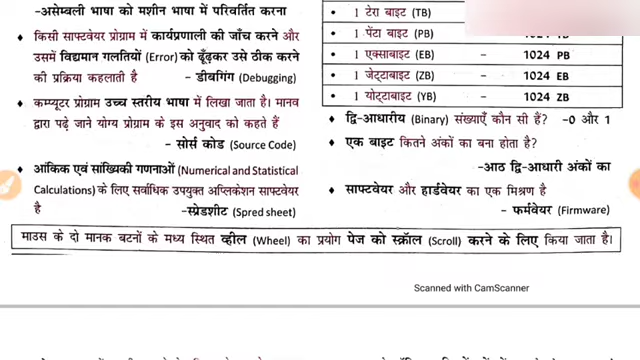 -असेम्बली भाषा को मशीन भाषा में परिवर्तित करना
♦ किसी साफ्टवेयर प्रोग्राम में कार्यप्रणाली की जाँच करने और
उसमें विद्यमान गलतियों (Error) को ढूँढ़कर उसे ठीक करने
की प्रक्रिया कहलाती है – डीबगिंग (Debugging)
♦ कम्प्यूटर प्रोग्राम उच्च स्तरीय भाषा में लिखा जाता है। मानव
द्वारा पढ़े जाने योग्य प्रोग्राम के इस अनुवाद को कहते हैं
– सोर्स कोड (Source Code)
♦ आंकिक एवं सांख्यिकी गणनाओं (Numerical and Statistical
Calculations) के लिए सर्वाधिक उपयुक्त अप्लिकेशन साफ्टवेयर
है –स्प्रेडशीट (Spred sheet)
• 1 टेरा बाइट (TB)
• 1 पेंटा बाइट (PB) – 1024 TB
• 1 एक्साबाइट (EB) – 1024 PB
• 1 जेट्टाबाइट (ZB) – 1024 EB
• 1 योट्टाबाइट (YB) – 1024 ZB
♦ द्वि-आधारीय (Binary) संख्याएँ कौन सी हैं? –0 और 1
♦ एक बाइट कितने अंकों का बना होता है?
-आठ द्वि-आधारी अंकों का
♦ साफ्टवेयर और हार्डवेयर का एक मिश्रण है
– फर्मवेयर (Firmware)
माउस के दो मानक बटनों के मध्य स्थित व्हील (Wheel) का प्रयोग पेज को स्क्रॉल (Scroll) करने के लिए किया जाता है।
Scanned with CamScanner